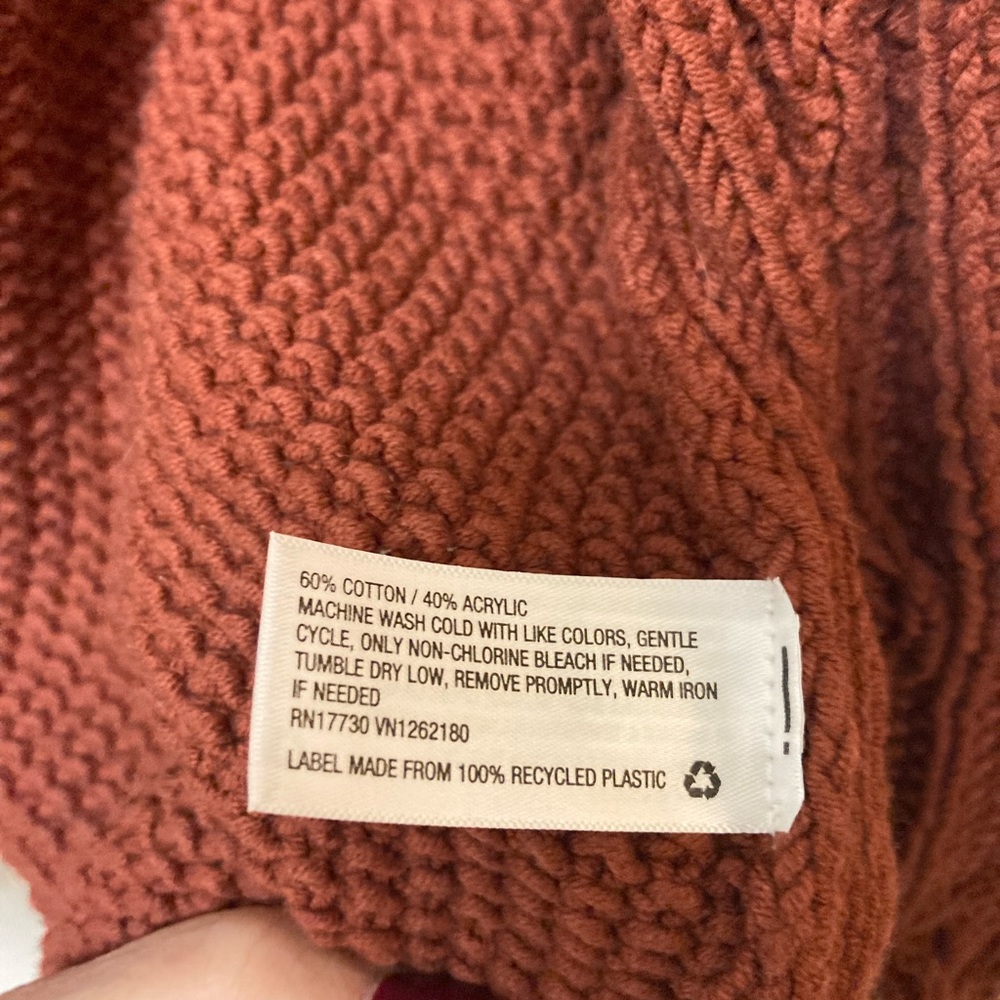 60% COTTON / 40% ACRYLIC
MACHINE WASH COLD WITH LIKE COLORS, GENTLE
CYCLE, ONLY NON-CHLORINE BLEACH IF NEEDED,
TUMBLE DRY LOW, REMOVE PROMPTLY, WARM IRON
IF NEEDED
RN17730 VN1262180
LABEL MADE FROM 100% RECYCLED PLASTIC